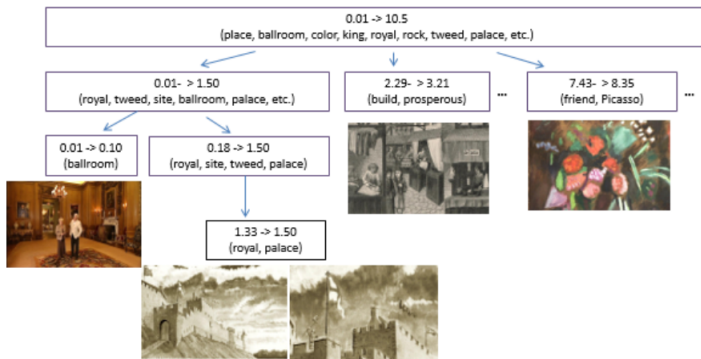 0.01 -> 10.5
(place, ballroom, color, king, royal, rock, tweed, palace, etc.)
0.01- > 1.50
(royal, tweed, site, ballroom, palace, etc.)
2.29- > 3.21
(build, prosperous)
...
7.43- > 8.35
(friend, Picasso)
...
0.01 -> 0.10
(ballroom)
0.18 -> 1.50
(royal, site, tweed, palace)
1.33 -> 1.50
(royal, palace)